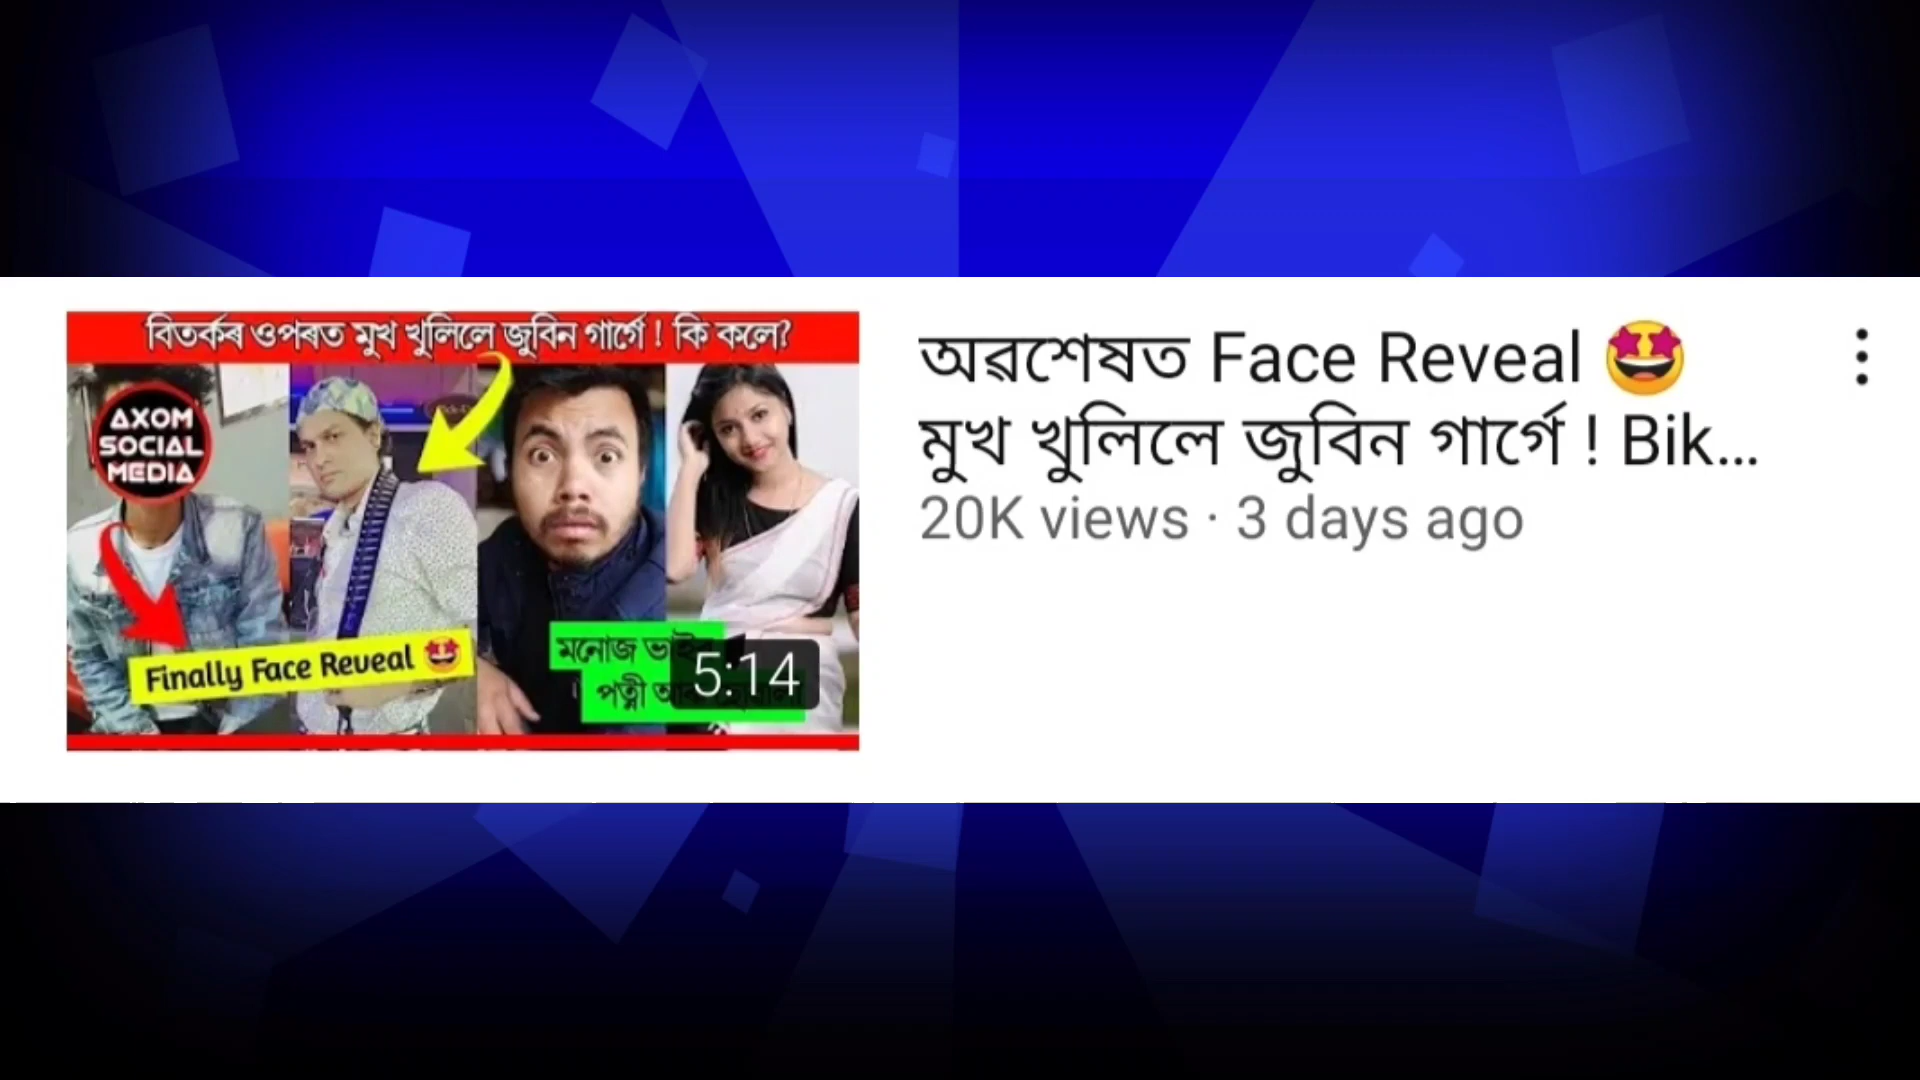 বিতৰ্কৰ ওপৰত মুখ খুলিলে জুবিন গাৰ্গে ! কি কলে?
AXOM
SOCIAL
MEDIA
Finally Face Reveal 🤩
মনোজ
পত্নী
5:14
অৱশেষত Face Reveal 🤩
মুখ খুলিলে জুবিন গাৰ্গে ! Bik...
20K views · 3 days ago